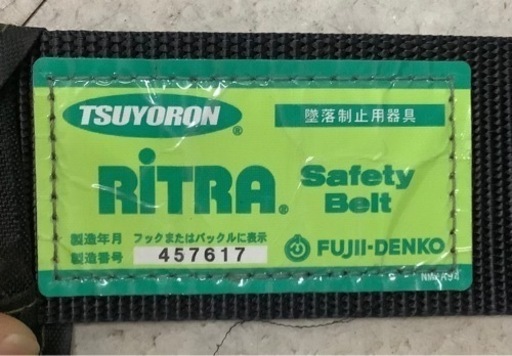 TSUYORON®
墜落制止用器具
RiTRA® Safety Belt
製造年月 フックまたはバックルに表示
製造番号 457617
FUJII-DENKO